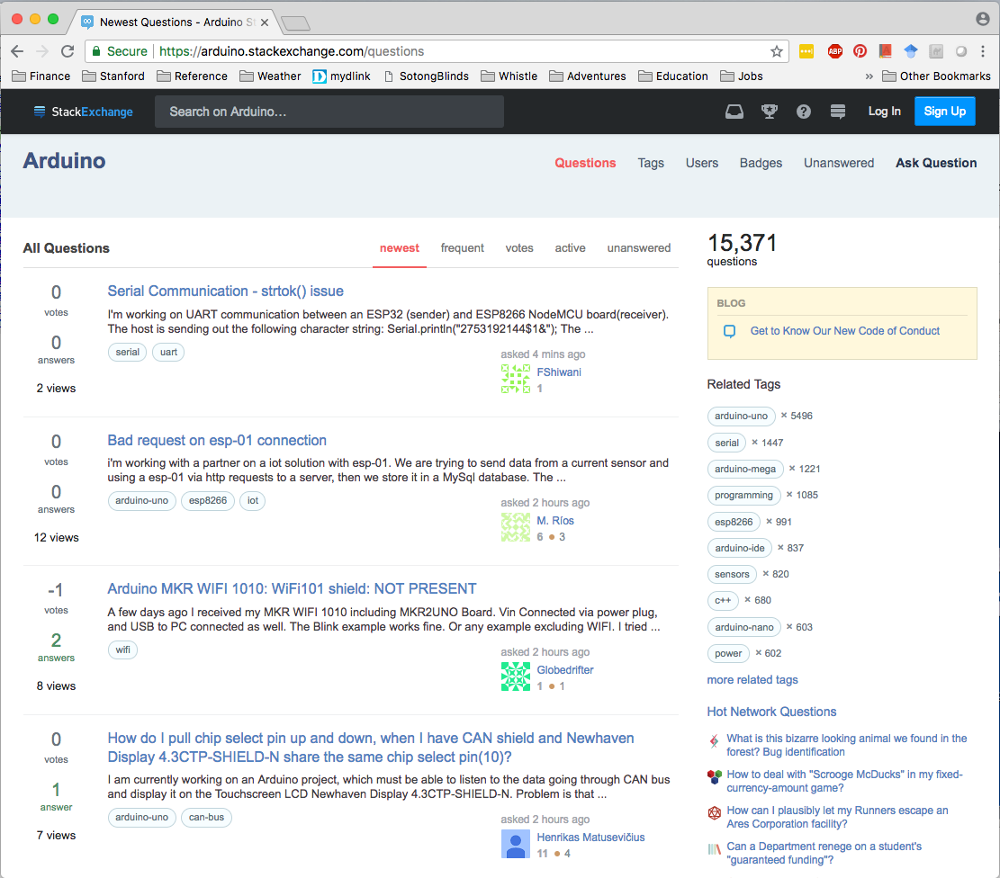 Newest Questions - Arduino S
Secure
https://arduino.stackexchange.com/questions
ABP
Finance Stanford Reference Weather mydlink SotongBlinds Whistle Adventures Education Jobs » Other Bookmarks
StackExchange
Search on Arduino...
Log In
Sign Up
Arduino
Questions Tags Users Badges Unanswered Ask Question
All Questions
newest frequent votes active unanswered
0
votes
0
answers
2 views
Serial Communication - strtok() issue
I'm working on UART communication between an ESP32 (sender) and ESP8266 NodeMCU board(receiver).
The host is sending out the following character string: Serial.println("2753192144$1&"); The ...
serial uart
asked 4 mins ago
FShiwani
1
0
votes
0
answers
12 views
Bad request on esp-01 connection
i'm working with a partner on a iot solution with esp-01. We are trying to send data from a current sensor and
using a esp-01 via http requests to a server, then we store it in a MySql database. The ...
arduino-uno esp8266 iot
asked 2 hours ago
M. Ríos
6 ● 3
-1
votes
2
answers
8 views
Arduino MKR WIFI 1010: WiFi101 shield: NOT PRESENT
A few days ago I received my MKR WIFI 1010 including MKR2UNO Board. Vin Connected via power plug,
and USB to PC connected as well. The Blink example works fine. Or any example excluding WIFI. I tried ...
wifi
asked 2 hours ago
Globedrifter
1 ● 1
0
votes
1
answer
7 views
How do I pull chip select pin up and down, when I have CAN shield and Newhaven
Display 4.3CTP-SHIELD-N share the same chip select pin(10)?
I am currently working on an Arduino project, which must be able to listen to the data going through CAN bus
and display it on the Touchscreen LCD Newhaven Display 4.3CTP-SHIELD-N. Problem is that ...
arduino-uno can-bus
asked 2 hours ago
Henrikas Matusevičius
11 ● 4
15,371
questions
BLOG
Get to Know Our New Code of Conduct
Related Tags
arduino-uno × 5496
serial × 1447
arduino-mega × 1221
programming × 1085
esp8266 × 991
arduino-ide × 837
sensors × 820
c++ × 680
arduino-nano × 603
power × 602
more related tags
Hot Network Questions
What is this bizarre looking animal we found in the
forest? Bug identification
How to deal with "Scrooge McDucks" in my fixed-
currency-amount game?
How can I plausibly let my Runners escape an
Ares Corporation facility?
Can a Department renege on a student's
"guaranteed funding"?